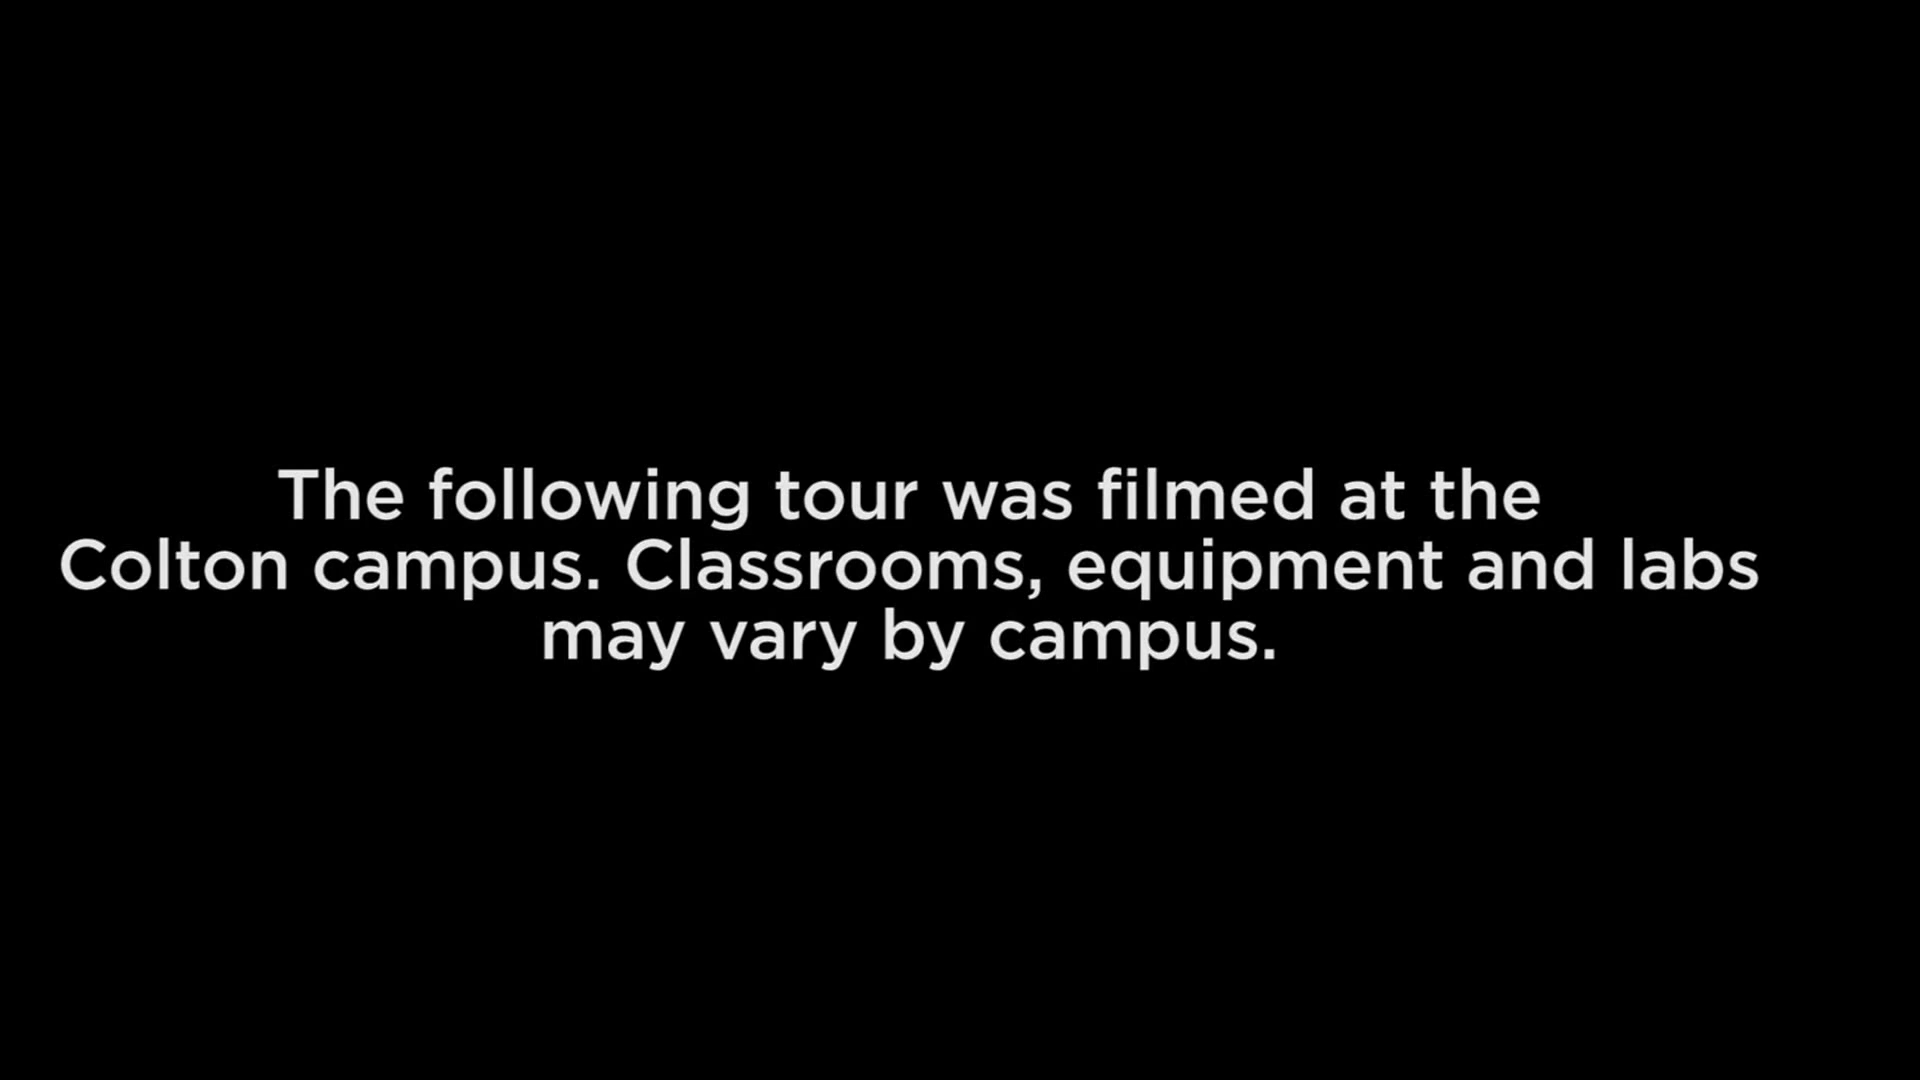 The following tour was filmed at the
Colton campus. Classrooms, equipment and labs
may vary by campus.